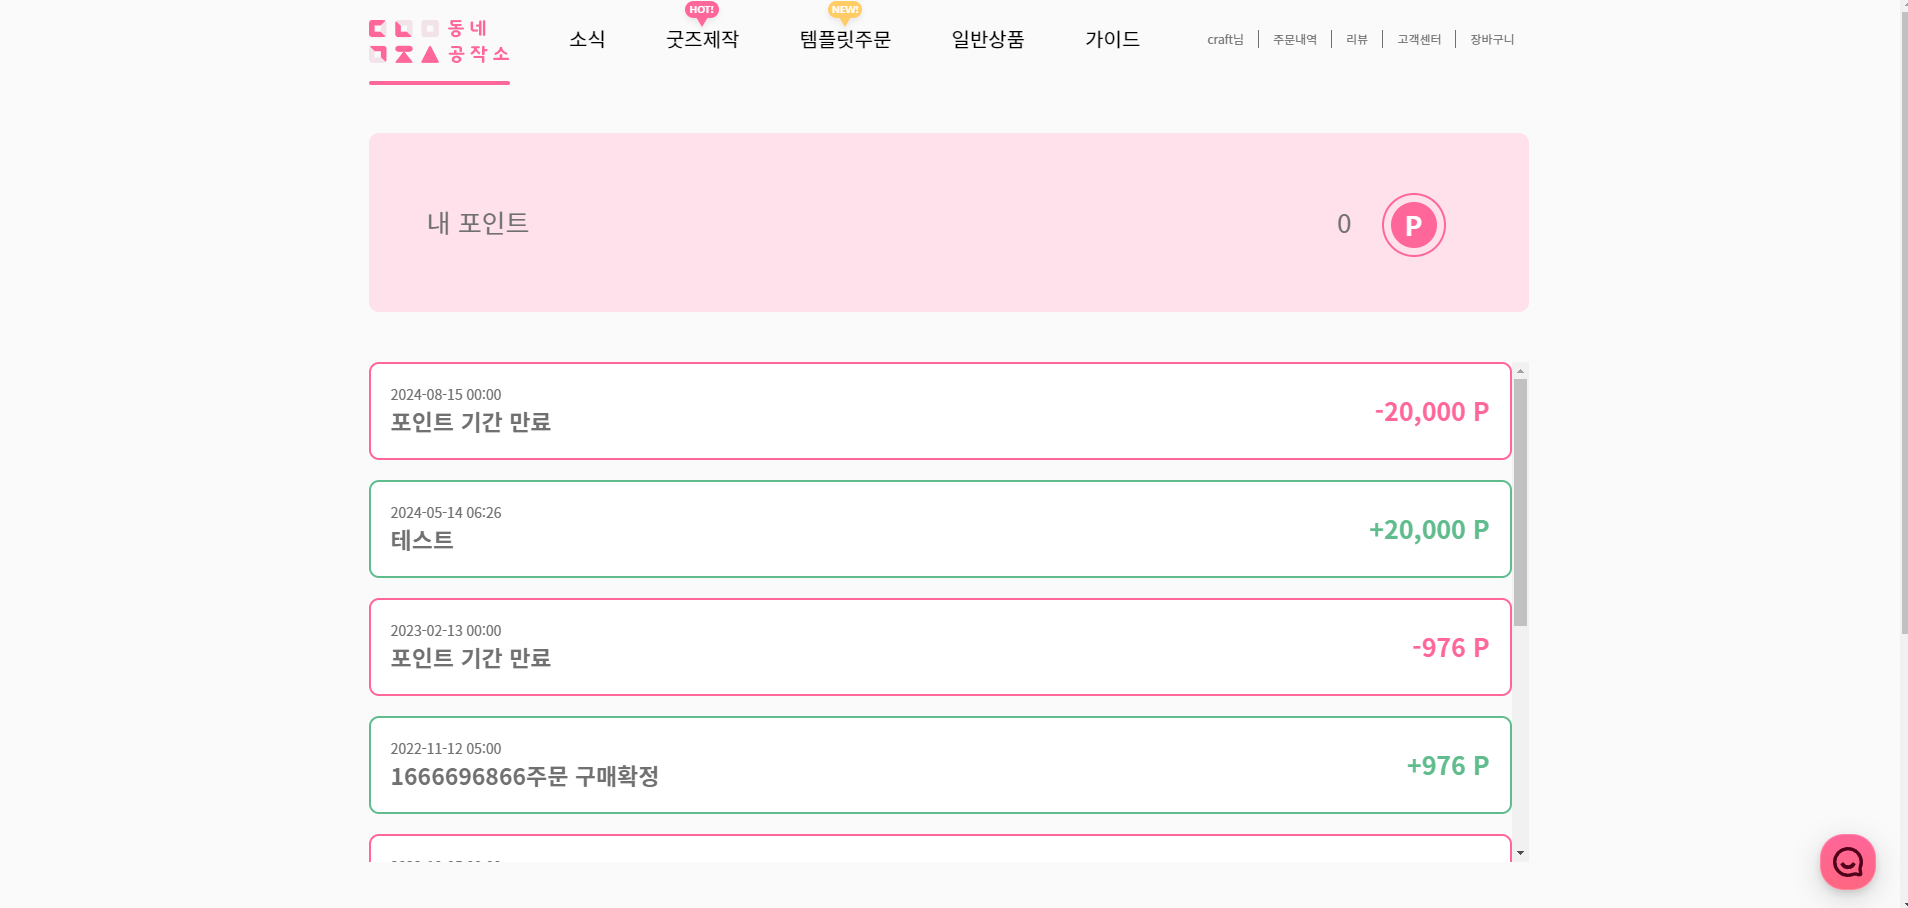 동네
공작소
소식
HOT!
굿즈제작
NEW!
템플릿주문
일반상품
가이드
craft님
주문내역
리뷰
고객센터
장바구니
내 포인트
0
P
2024-08-15 00:00
포인트 기간 만료
-20,000 P
2024-05-14 06:26
테스트
+20,000 P
2023-02-13 00:00
포인트 기간 만료
-976 P
2022-11-12 05:00
1666696866주문 구매확정
+976 P